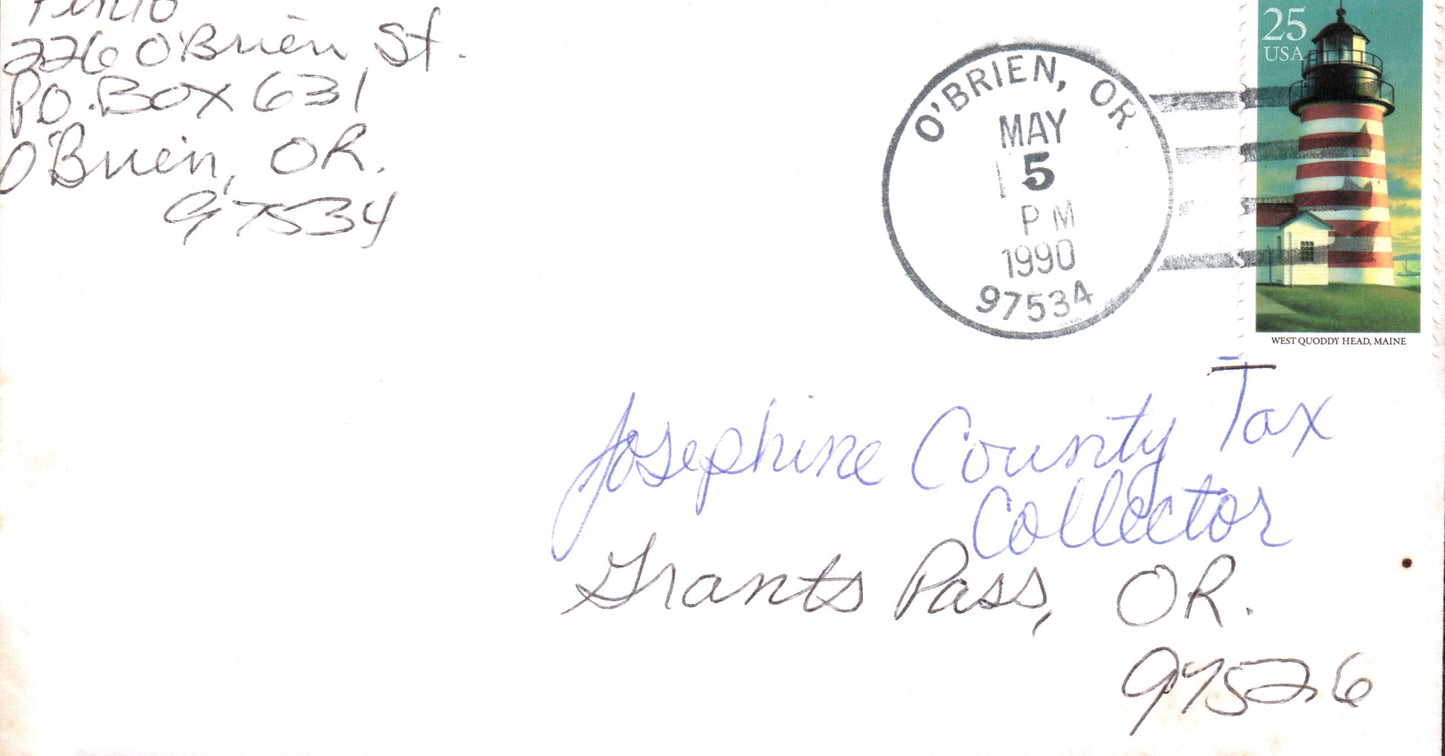 226 O'Brien St.
P.O. Box 631
O'Brien, OR.
97534
O'BRIEN, OR
MAY
5
PM
1990
97534
25
USA
WEST QUODDY HEAD, MAINE
Josephine County Tax
Collector
Grants Pass, OR.
97526